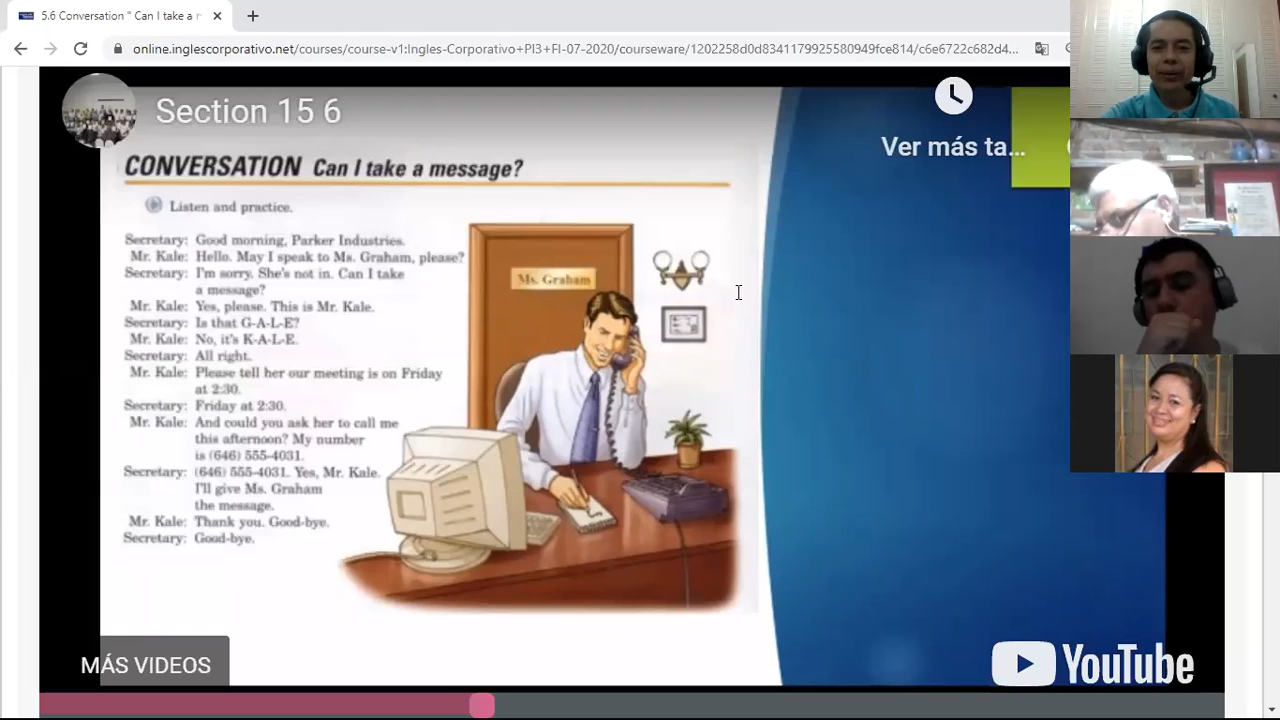 5.6 Conversation " Can I take a m
online.inglescorporativo.net/courses/course-v1:Ingles-Corporativo+PI3+FI-07-2020/courseware/1202258d0d8341179925580949fce814/c6e6722c682d4...
Section 15 6
Ver más ta...
CONVERSATION Can I take a message?
Listen and practice.
Secretary: Good morning, Parker Industries.
Mr. Kale: Hello. May I speak to Ms. Graham, please?
Secretary: I'm sorry. She's not in. Can I take
a message?
Mr. Kale: Yes, please. This is Mr. Kale.
Secretary: Is that G-A-L-E?
Mr. Kale: No, it's K-A-L-E.
Secretary: All right.
Mr. Kale: Please tell her our meeting is on Friday
at 2:30.
Secretary: Friday at 2:30.
Mr. Kale: And could you ask her to call me
this afternoon? My number
is (646) 555-4031.
Secretary: (646) 555-4031. Yes, Mr. Kale.
I'll give Ms. Graham
the message.
Mr. Kale: Thank you. Good-bye.
Secretary: Good-bye.
Ms. Graham
MÁS VIDEOS
YouTube